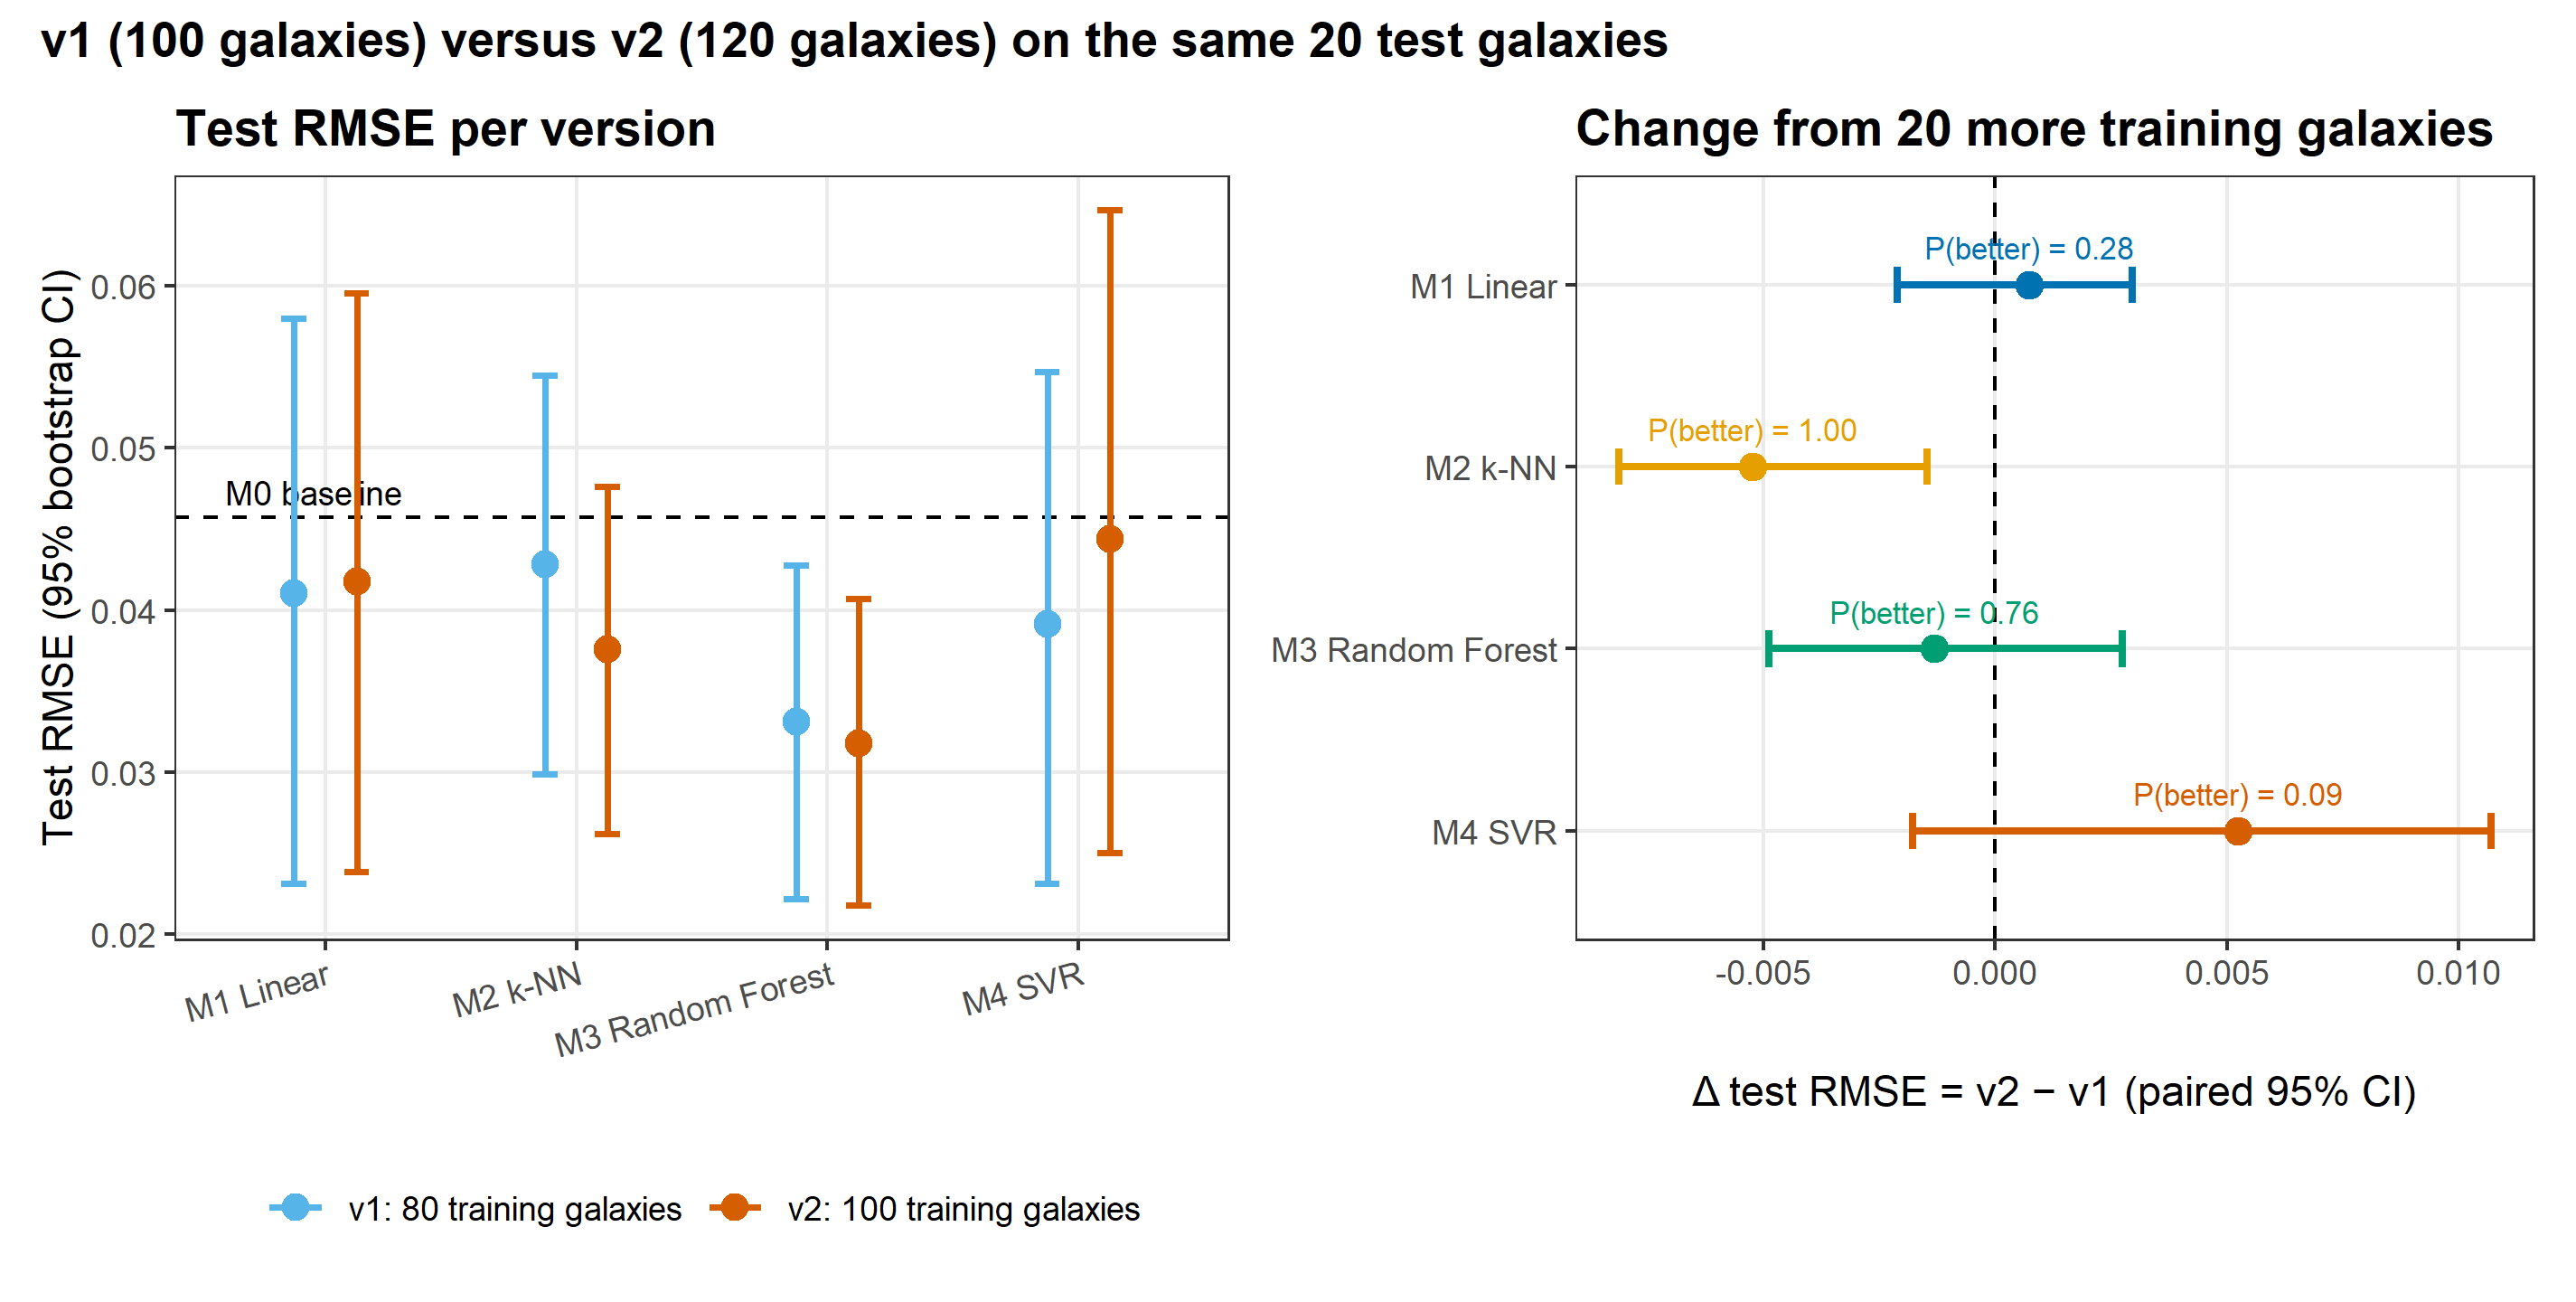 v1 (100 galaxies) versus v2 (120 galaxies) on the same 20 test galaxies
Test RMSE per version
Test RMSE (95% bootstrap CI)
0.06
0.05
0.04
0.03
0.02
M0 baseline
M1 Linear
M2 k-NN
M3 Random Forest
M4 SVR
v1: 80 training galaxies
v2: 100 training galaxies
Change from 20 more training galaxies
M1 Linear
M2 k-NN
M3 Random Forest
M4 SVR
P(better) = 0.28
P(better) = 1.00
P(better) = 0.76
P(better) = 0.09
-0.005
0.000
0.005
0.010
Δ test RMSE = v2 − v1 (paired 95% CI)